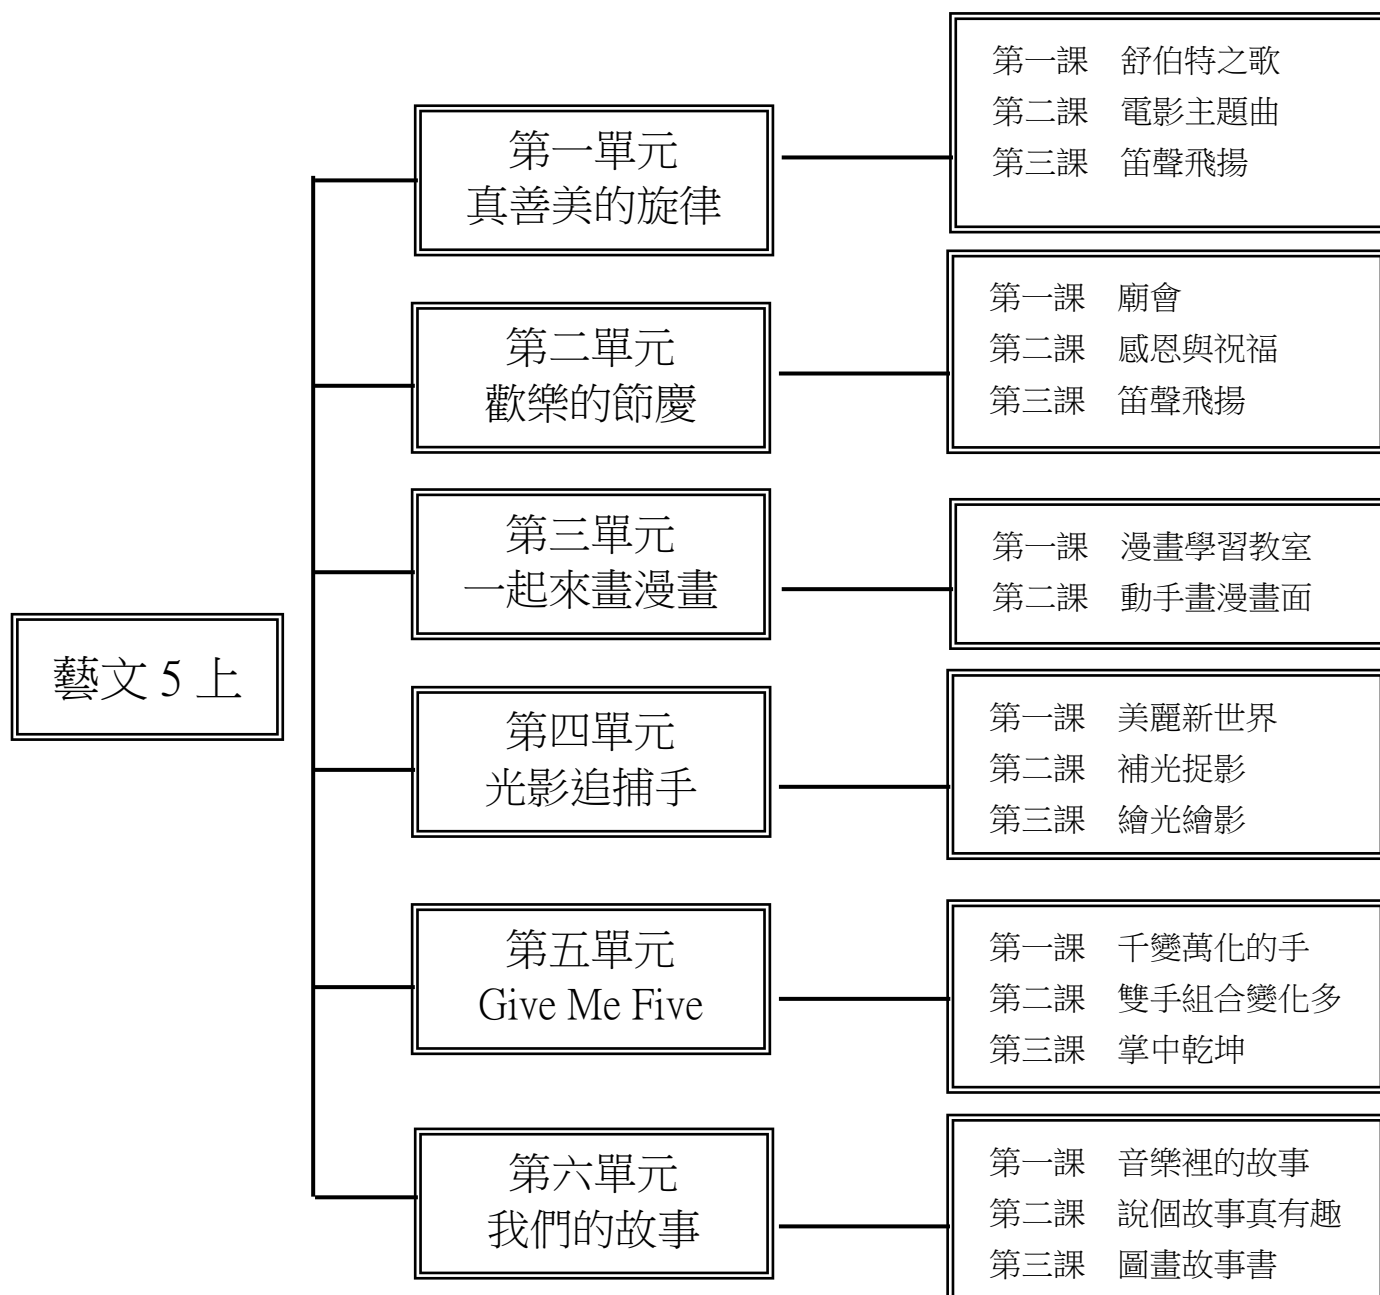 藝文 5 上
第一單元
真善美的旋律
第一課　舒伯特之歌
第二課　電影主題曲
第三課　笛聲飛揚
第二單元
歡樂的節慶
第一課　廟會
第二課　感恩與祝福
第三課　笛聲飛揚
第三單元
一起來畫漫畫
第一課　漫畫學習教室
第二課　動手畫漫畫面
第四單元
光影追捕手
第一課　美麗新世界
第二課　補光捉影
第三課　繪光繪影
第五單元
Give Me Five
第一課　千變萬化的手
第二課　雙手組合變化多
第三課　掌中乾坤
第六單元
我們的故事
第一課　音樂裡的故事
第二課　說個故事真有趣
第三課　圖畫故事書